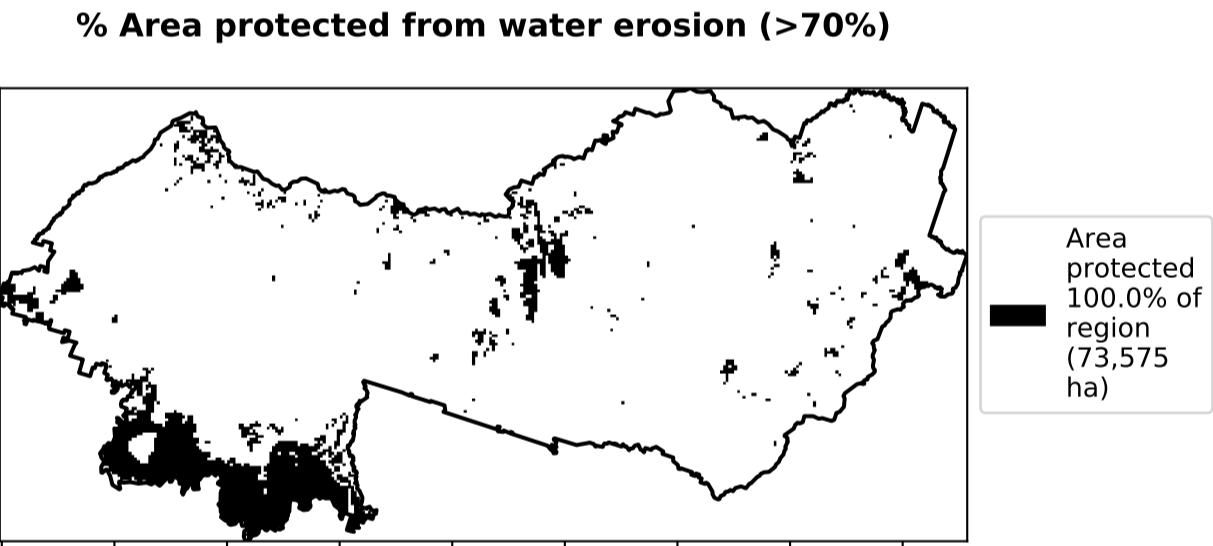 % Area protected from water erosion (>70%)
Area
protected
100.0% of
region
(73,575
ha)